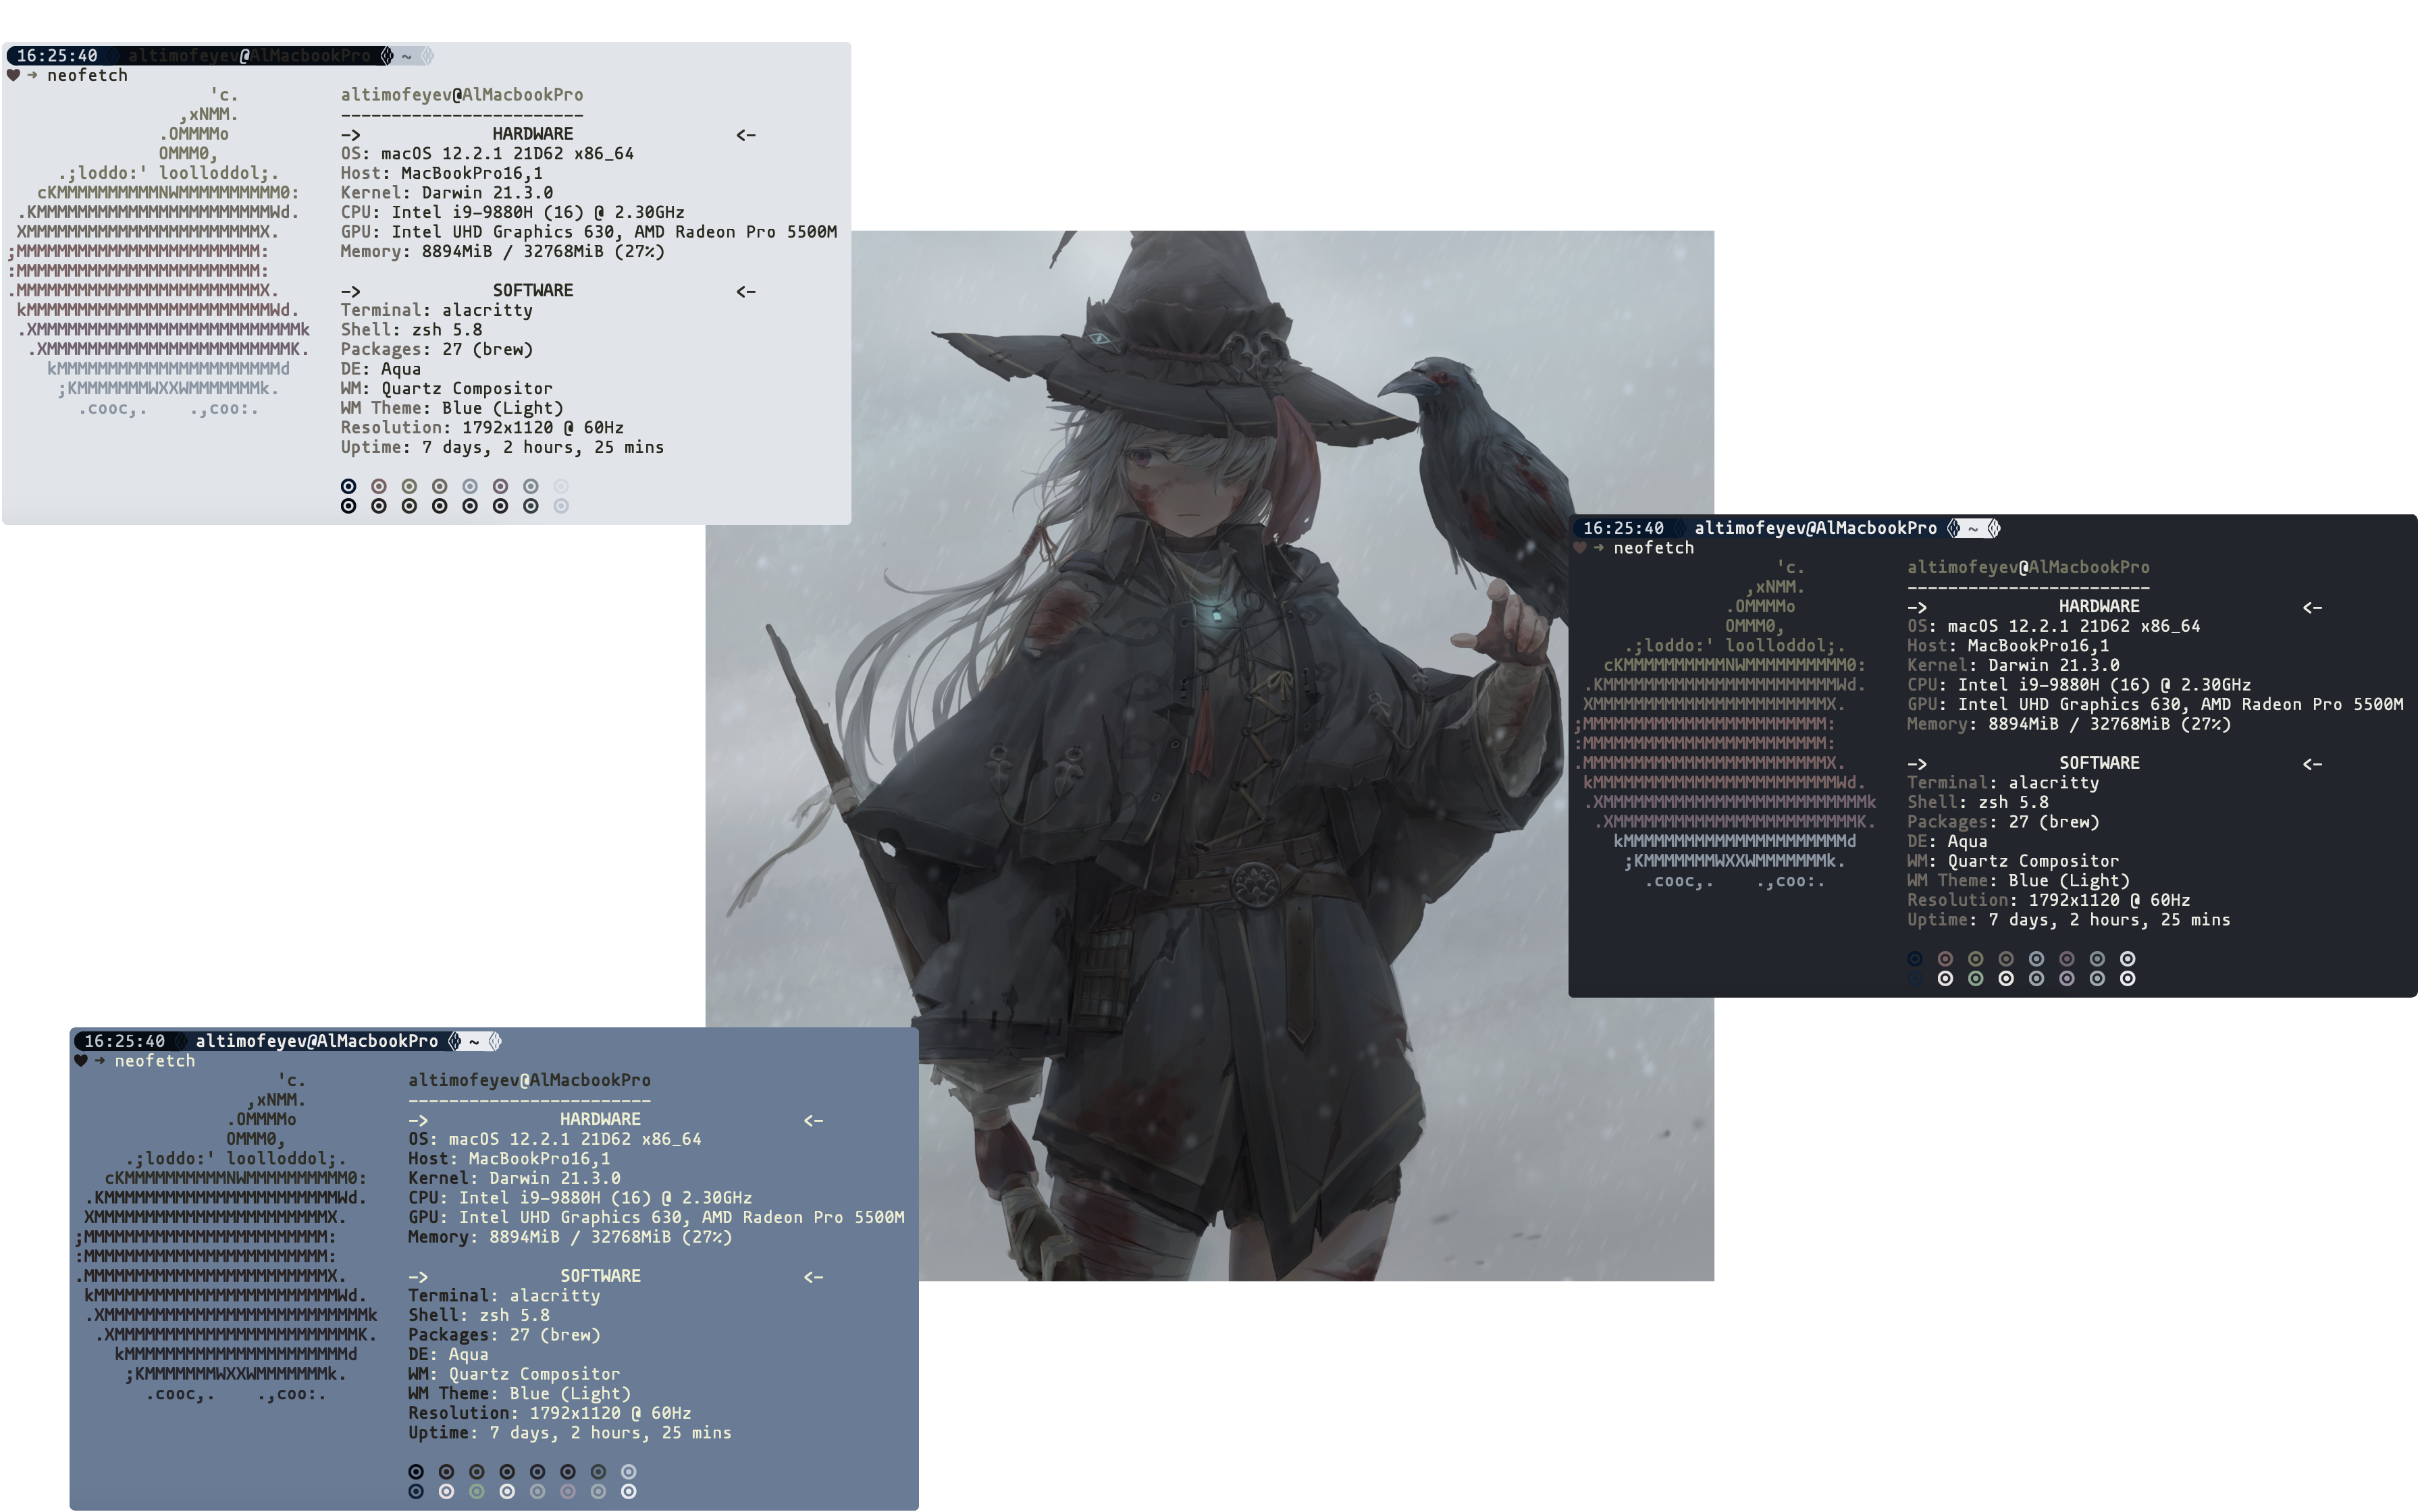 16:25:40 altimofeyev@AlMacbookPro ~
♥ ➜ neofetch
'c.
,xNMM.
.OMMMMo
OMMM0,
.;loddo:' loolloddol;.
cKMMMMMMMMMMNWMMMMMMMMMM0:
.KMMMMMMMMMMMMMMMMMMMMMMMWd.
XMMMMMMMMMMMMMMMMMMMMMMMX.
;MMMMMMMMMMMMMMMMMMMMMMMM:
:MMMMMMMMMMMMMMMMMMMMMMMM:
.MMMMMMMMMMMMMMMMMMMMMMMMX.
kMMMMMMMMMMMMMMMMMMMMMMMMWd.
.XMMMMMMMMMMMMMMMMMMMMMMMMMMk
.XMMMMMMMMMMMMMMMMMMMMMMMMK.
kMMMMMMMMMMMMMMMMMMMMMMd
;KMMMMMMMWXXWMMMMMMMk.
.cooc,. .,coo:.
altimofeyev@AlMacbookPro
------------------------
-> HARDWARE <-
OS: macOS 12.2.1 21D62 x86_64
Host: MacBookPro16,1
Kernel: Darwin 21.3.0
CPU: Intel i9-9880H (16) @ 2.30GHz
GPU: Intel UHD Graphics 630, AMD Radeon Pro 5500M
Memory: 8894MiB / 32768MiB (27%)
-> SOFTWARE <-
Terminal: alacritty
Shell: zsh 5.8
Packages: 27 (brew)
DE: Aqua
WM: Quartz Compositor
WM Theme: Blue (Light)
Resolution: 1792x1120 @ 60Hz
Uptime: 7 days, 2 hours, 25 mins
16:25:40 altimofeyev@AlMacbookPro ~
♥ ➜ neofetch
'c.
,xNMM.
.OMMMMo
OMMM0,
.;loddo:' loolloddol;.
cKMMMMMMMMMMNWMMMMMMMMMM0:
.KMMMMMMMMMMMMMMMMMMMMMMMWd.
XMMMMMMMMMMMMMMMMMMMMMMMX.
;MMMMMMMMMMMMMMMMMMMMMMMM:
:MMMMMMMMMMMMMMMMMMMMMMMM:
.MMMMMMMMMMMMMMMMMMMMMMMMX.
kMMMMMMMMMMMMMMMMMMMMMMMMWd.
.XMMMMMMMMMMMMMMMMMMMMMMMMMMk
.XMMMMMMMMMMMMMMMMMMMMMMMMK.
kMMMMMMMMMMMMMMMMMMMMMMd
;KMMMMMMMWXXWMMMMMMMk.
.cooc,. .,coo:.
altimofeyev@AlMacbookPro
------------------------
-> HARDWARE <-
OS: macOS 12.2.1 21D62 x86_64
Host: MacBookPro16,1
Kernel: Darwin 21.3.0
CPU: Intel i9-9880H (16) @ 2.30GHz
GPU: Intel UHD Graphics 630, AMD Radeon Pro 5500M
Memory: 8894MiB / 32768MiB (27%)
-> SOFTWARE <-
Terminal: alacritty
Shell: zsh 5.8
Packages: 27 (brew)
DE: Aqua
WM: Quartz Compositor
WM Theme: Blue (Light)
Resolution: 1792x1120 @ 60Hz
Uptime: 7 days, 2 hours, 25 mins
16:25:40 altimofeyev@AlMacbookPro ~
♥ ➜ neofetch
'c.
,xNMM.
.OMMMMo
OMMM0,
.;loddo:' loolloddol;.
cKMMMMMMMMMMNWMMMMMMMMMM0:
.KMMMMMMMMMMMMMMMMMMMMMMMWd.
XMMMMMMMMMMMMMMMMMMMMMMMX.
;MMMMMMMMMMMMMMMMMMMMMMMM:
:MMMMMMMMMMMMMMMMMMMMMMMM:
.MMMMMMMMMMMMMMMMMMMMMMMMX.
kMMMMMMMMMMMMMMMMMMMMMMMMWd.
.XMMMMMMMMMMMMMMMMMMMMMMMMMMk
.XMMMMMMMMMMMMMMMMMMMMMMMMK.
kMMMMMMMMMMMMMMMMMMMMMMd
;KMMMMMMMWXXWMMMMMMMk.
.cooc,. .,coo:.
altimofeyev@AlMacbookPro
------------------------
-> HARDWARE <-
OS: macOS 12.2.1 21D62 x86_64
Host: MacBookPro16,1
Kernel: Darwin 21.3.0
CPU: Intel i9-9880H (16) @ 2.30GHz
GPU: Intel UHD Graphics 630, AMD Radeon Pro 5500M
Memory: 8894MiB / 32768MiB (27%)
-> SOFTWARE <-
Terminal: alacritty
Shell: zsh 5.8
Packages: 27 (brew)
DE: Aqua
WM: Quartz Compositor
WM Theme: Blue (Light)
Resolution: 1792x1120 @ 60Hz
Uptime: 7 days, 2 hours, 25 mins